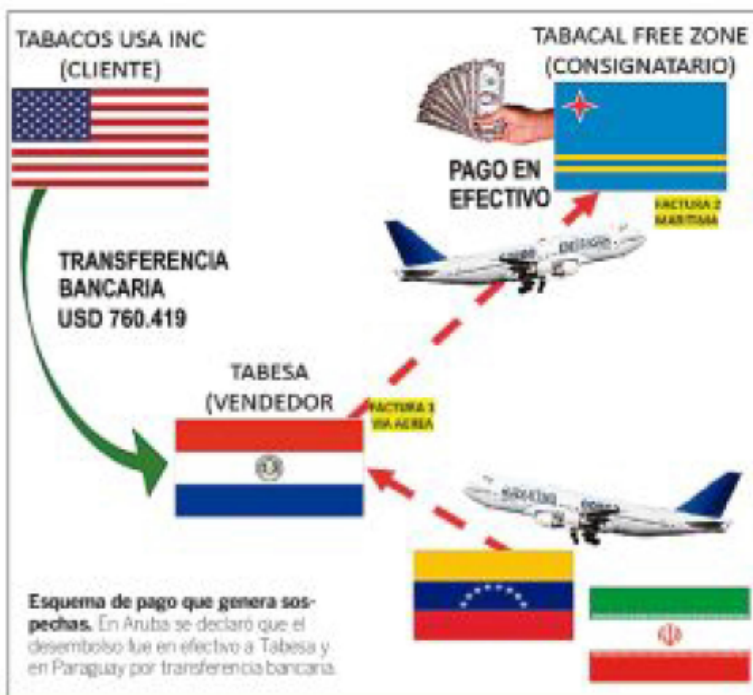 TABACOS USA INC
(CLIENTE)
TABACAL FREE ZONE
(CONSIGNATARIO)
PAGO EN
EFECTIVO
FACTURA 2
MARITIMA
TRANSFERENCIA
BANCARIA
USD 760.419
TABESA
(VENDEDOR
FACTURA
VIA AEREA
Esquema de pago que genera sos-
pechas. En Aruba se declaró que el
desembolso fue en efectivo a Tabesa y
en Paraguay por transferencia bancaria.